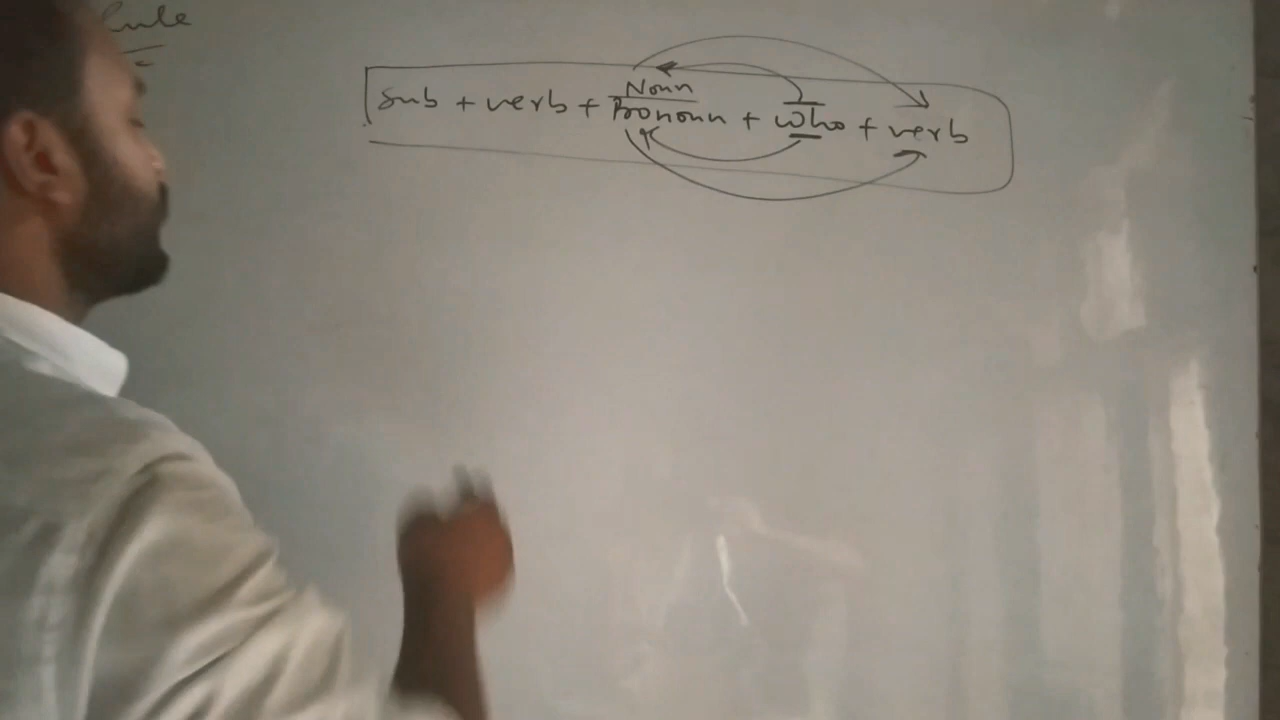 Rule
Sub + verb + Noun / Pronoun + who + verb